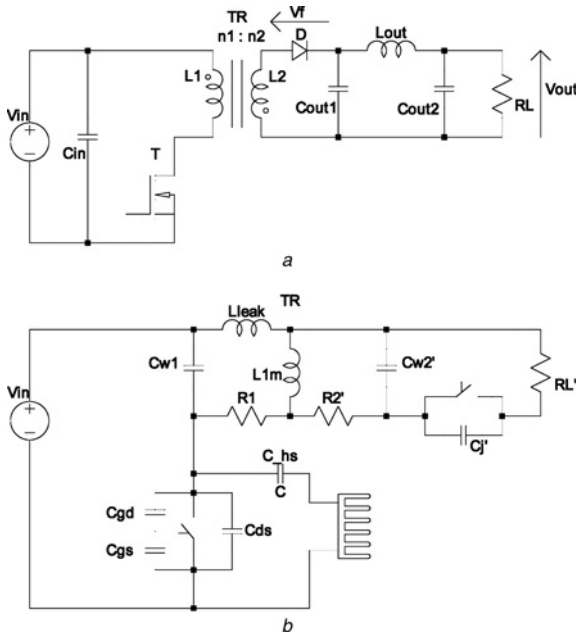 TR
n1 : n2
Vf
D
Lout
L1
L2
Vin
Cin
T
Cout1
Cout2
RL
Vout
a
Lleak
TR
Cw1
L1m
Cw2'
RL'
Vin
R1
R2'
Cj'
C_hs
C
Cgd
Cgs
Cds
b